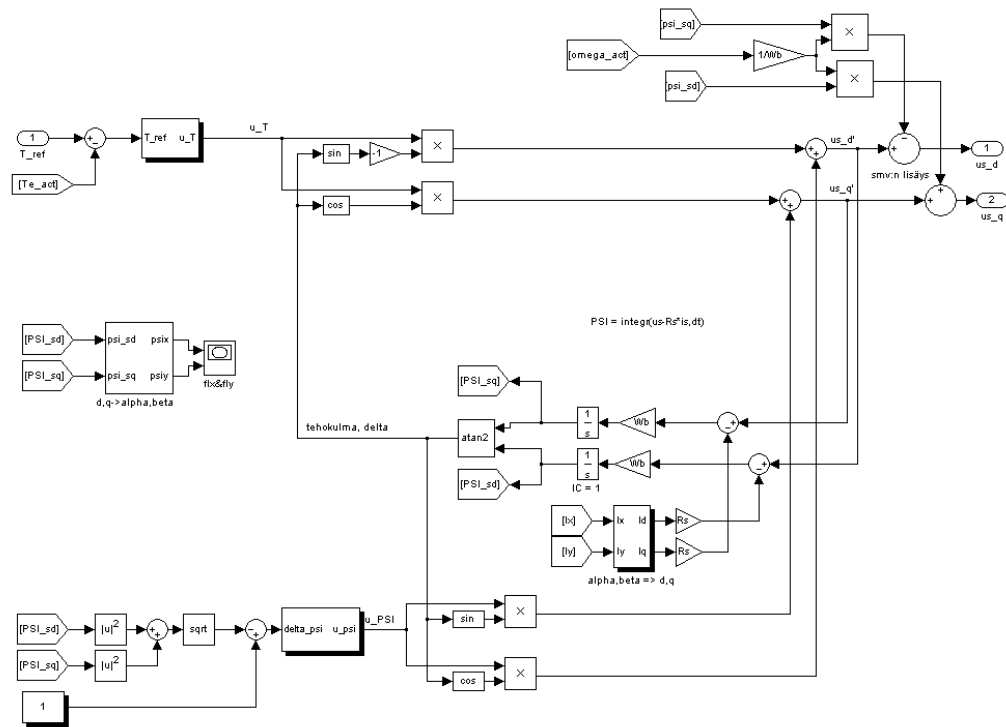 [psi_sq]
×
[omega_act]
1/Wb
×
[psi_sd]
1
T_ref
T_ref u_T
u_T
×
us_d'
1
us_d
sin
-1
smv:n lisäys
[Te_act]
×
us_q'
2
us_q
cos
PSI = integr(us-Rs*is,dt)
[PSI_sd]
psi_sd psix
[PSI_sq]
psi_sq psiy
flx&fly
d,q->alpha,beta
[PSI_sq]
tehokulma, delta
atan2
1
s
Wb
1
s
Wb
[PSI_sd]
IC = 1
[Ix]
Ix Id
Rs
[Iy]
Iy Iq
Rs
alpha,beta => d,q
[PSI_sd]
|u|2
sqrt
delta_psi u_psi
u_PSI
sin
×
[PSI_sq]
|u|2
cos
×
1